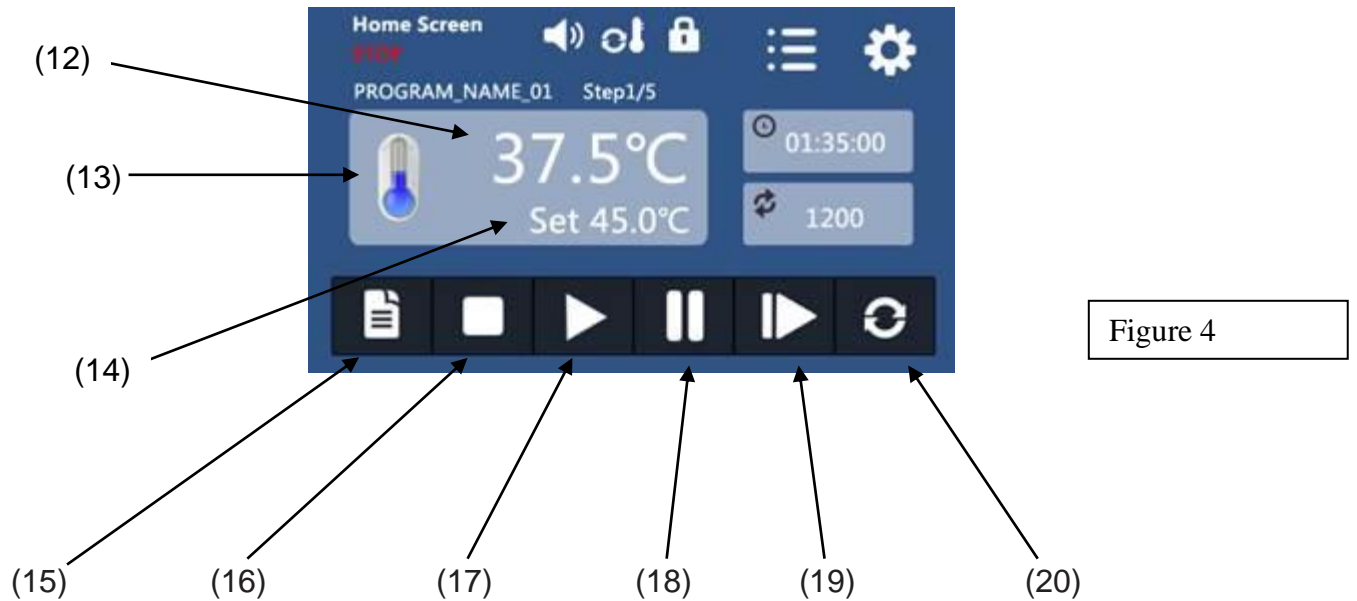 Home Screen
(12)
STOP
PROGRAM_NAME_01 Step1/5
37.5°C
01:35:00
(13)
Set 45.0°C
1200
Figure 4
(14)
(15)
(16)
(17)
(18)
(19)
(20)